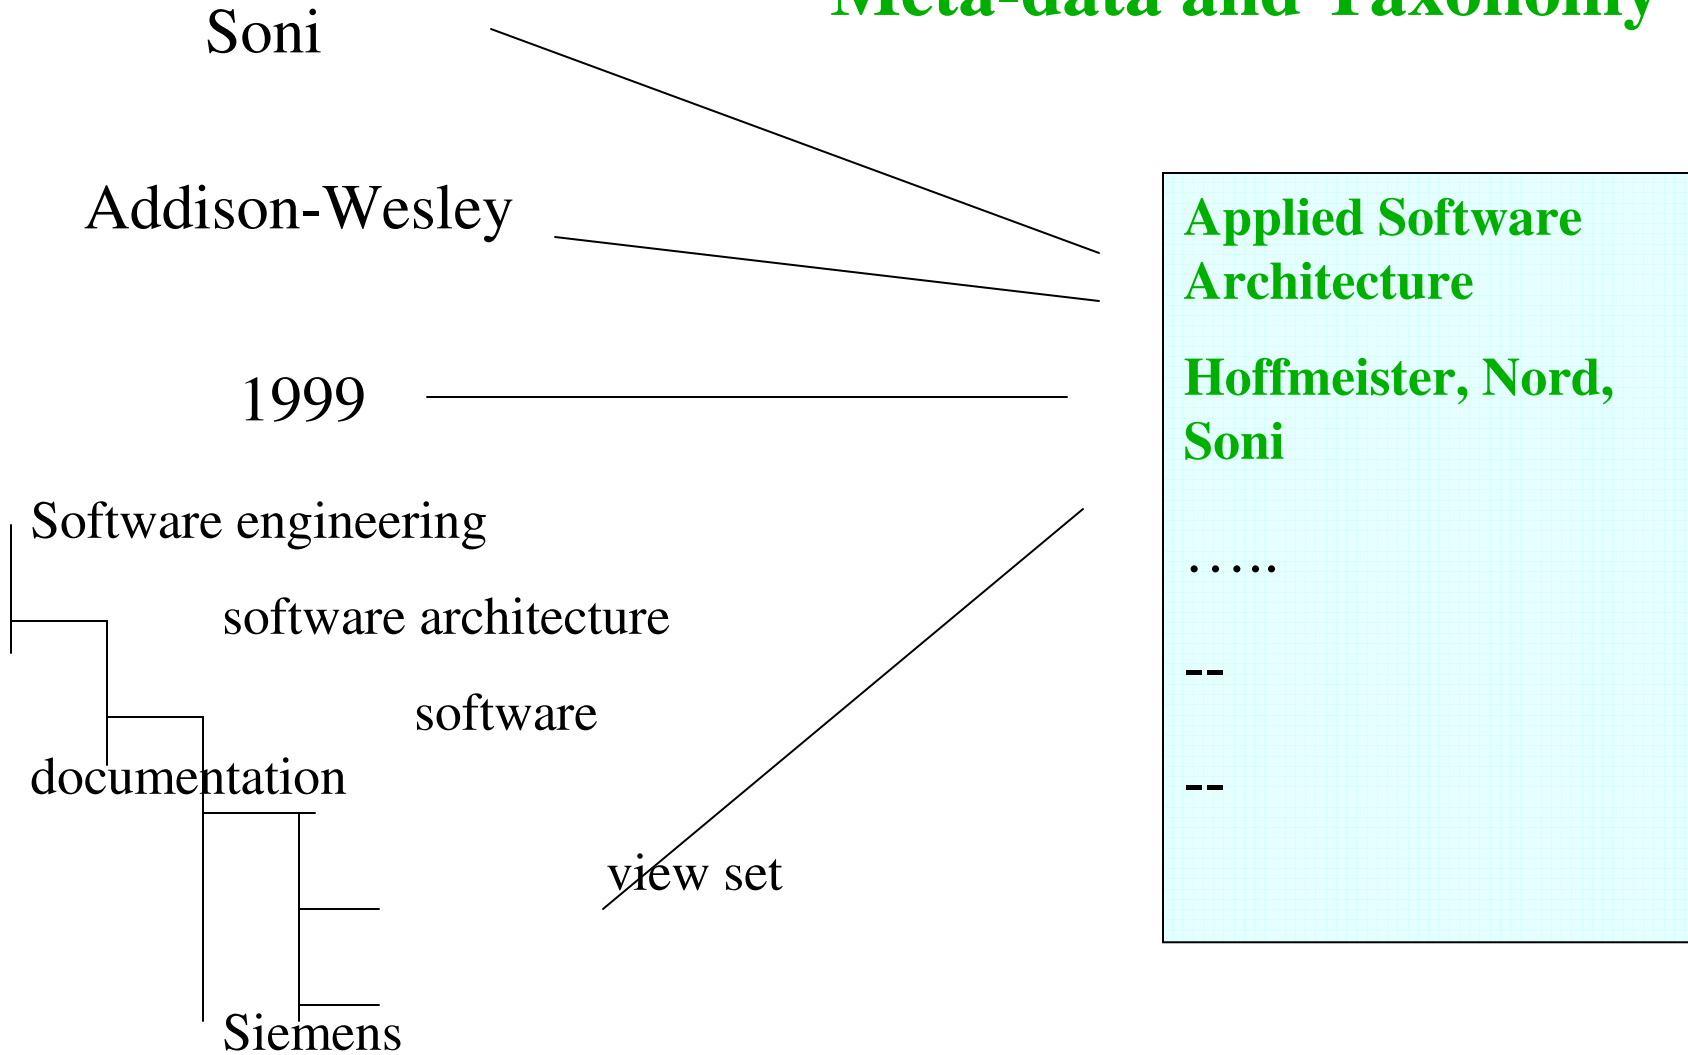 Meta-data and Taxonomy
Soni
Addison-Wesley
1999
Software engineering
software architecture
software
documentation
view set
Siemens
Applied Software
Architecture
Hoffmeister, Nord,
Soni
…..
--
--